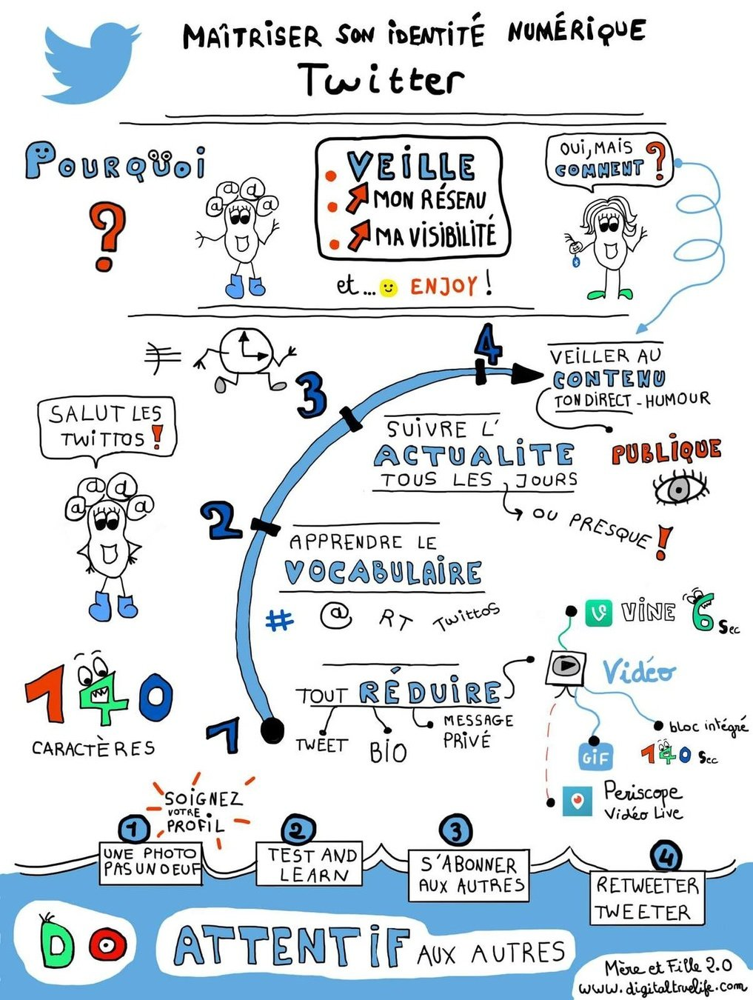 MAÎTRISER SON IDENTITÉ NUMÉRIQUE
Twitter
POURQUOI
?
@ @ @ @
VEILLE
MON RÉSEAU
MA VISIBILITÉ
et... ENJOY !
OUI, MAIS
COMMENT ?
SALUT LES
TWITTOS !
@ @ @ @
140
CARACTÈRES
4
VEILLER AU
CONTENU
TON DIRECT - HUMOUR
PUBLIQUE
3
SUIVRE L'
ACTUALITE
TOUS LES JOURS
OU PRESQUE !
2
APPRENDRE LE
VOCABULAIRE
# @ RT Twittos
1
TOUT RÉDUIRE
TWEET
BIO
MESSAGE
PRIVÉ
VINE 6 Sec
Vidéo
bloc intégré
140 Sec
GIF
Periscope
Vidéo Live
SOIGNEZ
VOTRE
PROFIL
1
UNE PHOTO
PAS UN OEUF
2
TEST AND
LEARN
3
S'ABONNER
AUX AUTRES
4
RETWEETER
TWEETER
DO
ATTENTIF AUX AUTRES
Mère et Fille 2.0
www.digitaltruelife.com